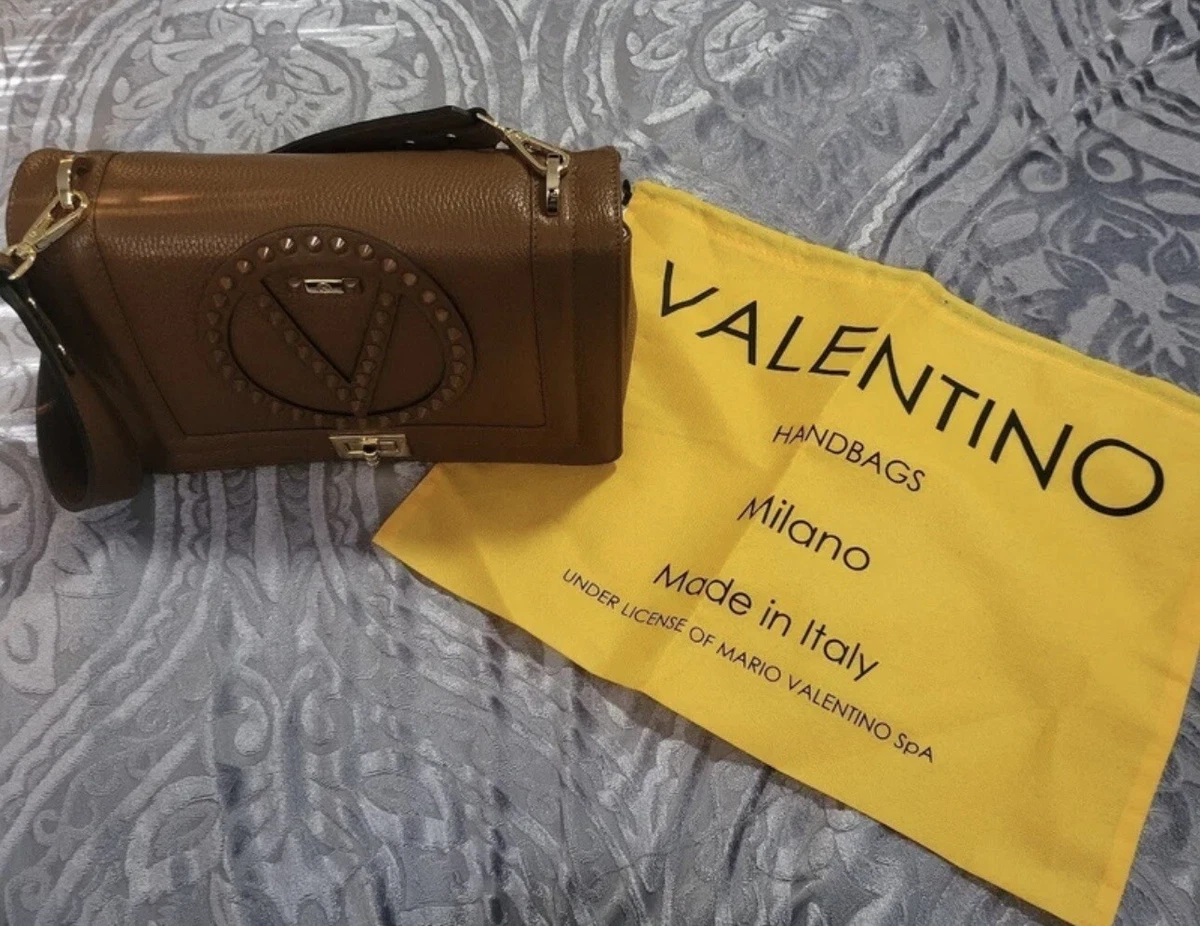 VALENTINO
HANDBAGS
Milano
Made in Italy
UNDER LICENSE OF MARIO VALENTINO SpA
V